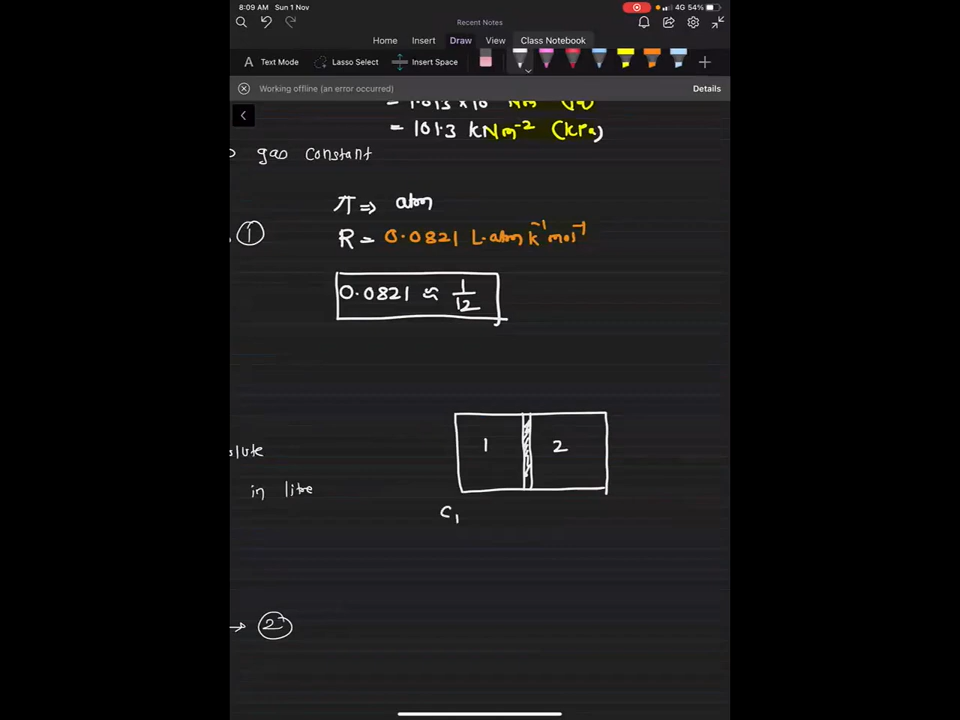 8:09 AM Sun 1 Nov 4G 54%
Recent Notes
Home Insert Draw View Class Notebook
Text Mode Lasso Select Insert Space
Working offline (an error occurred) Details
= 101.3 kNm⁻² (kPa)
gas constant
π ⇒ atm
R = 0.0821 L.atm k⁻¹ mol⁻¹
①
0.0821 ≈ 1/12
1 2
in litre
C₁
→ ②